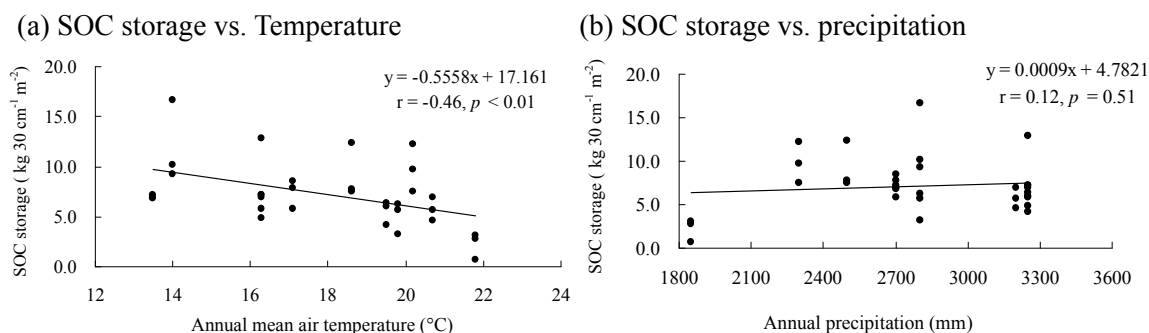 (a) SOC storage vs. Temperature
y = -0.5558x + 17.161
r = -0.46, p < 0.01
SOC storage ( kg 30 cm⁻¹ m⁻²)
20.0
15.0
10.0
5.0
0.0
12 14 16 18 20 22 24
Annual mean air temperature (°C)
(b) SOC storage vs. precipitation
y = 0.0009x + 4.7821
r = 0.12, p = 0.51
SOC storage ( kg 30 cm⁻¹ m⁻²)
20.0
15.0
10.0
5.0
0.0
1800 2100 2400 2700 3000 3300 3600
Annual precipitation (mm)